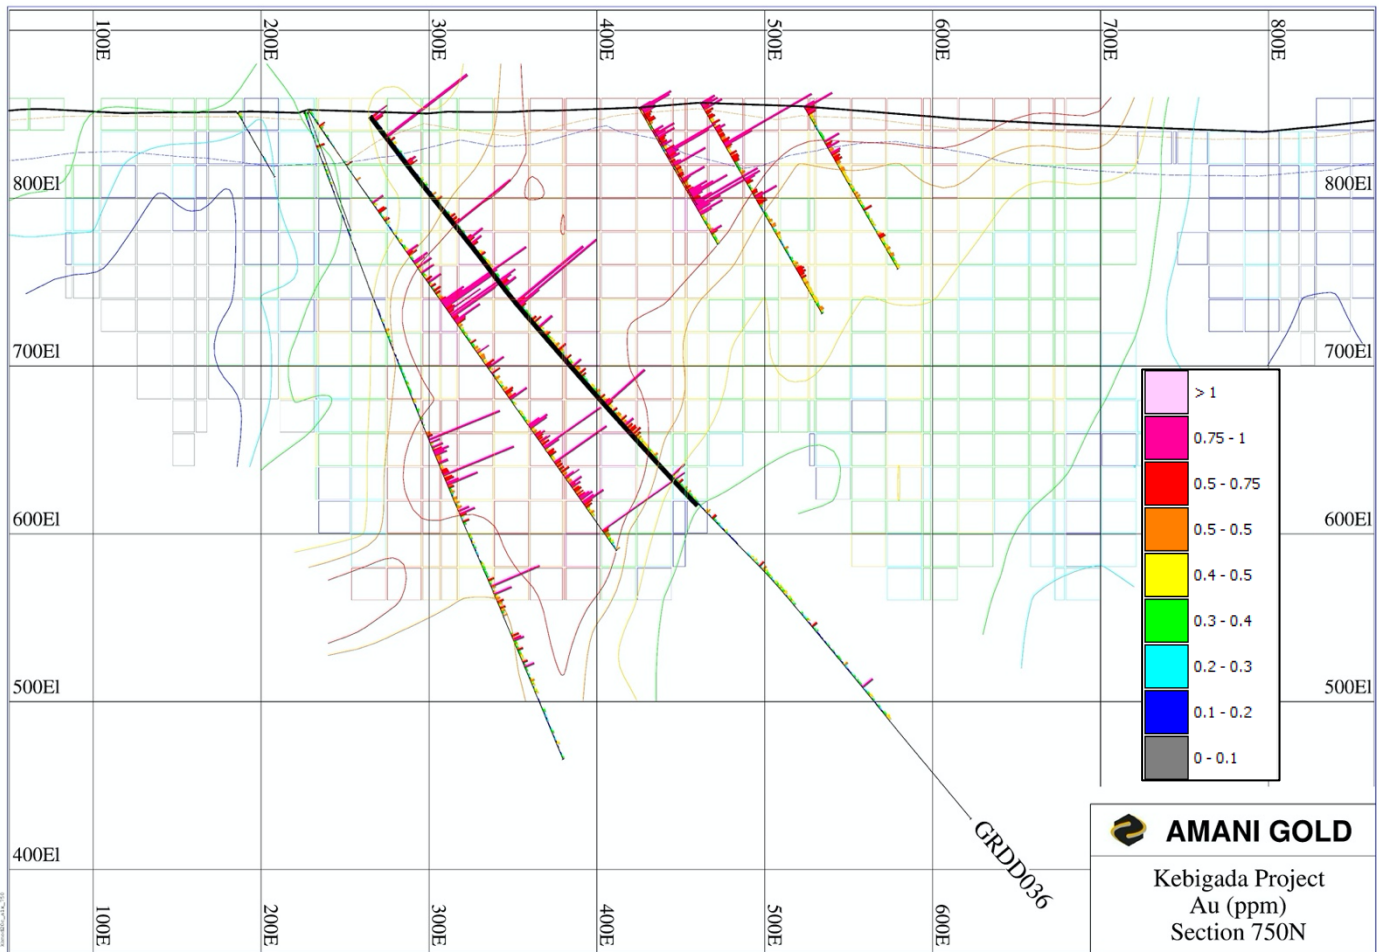 100E 200E 300E 400E 500E 600E 700E 800E
800El 800El
700El 700El
> 1
0.75 - 1
0.5 - 0.75
0.5 - 0.5
0.4 - 0.5
0.3 - 0.4
0.2 - 0.3
0.1 - 0.2
0 - 0.1
600El 600El
500El 500El
GRDD036
AMANI GOLD
400El
Kebigada Project
Au (ppm)
Section 750N
100E 200E 300E 400E 500E 600E